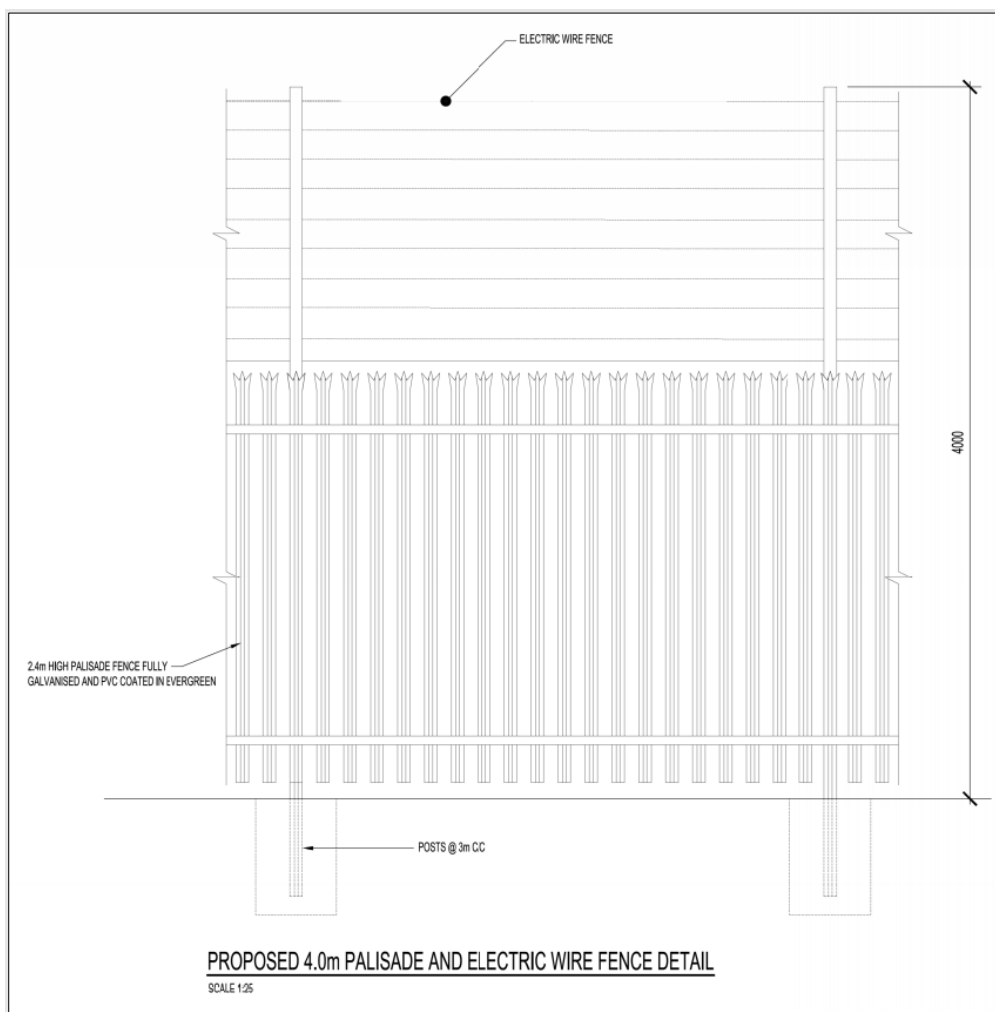 ELECTRIC WIRE FENCE
4000
2.4m HIGH PALISADE FENCE FULLY
GALVANISED AND PVC COATED IN EVERGREEN
POSTS @ 3m C/C
PROPOSED 4.0m PALISADE AND ELECTRIC WIRE FENCE DETAIL
SCALE 1:25